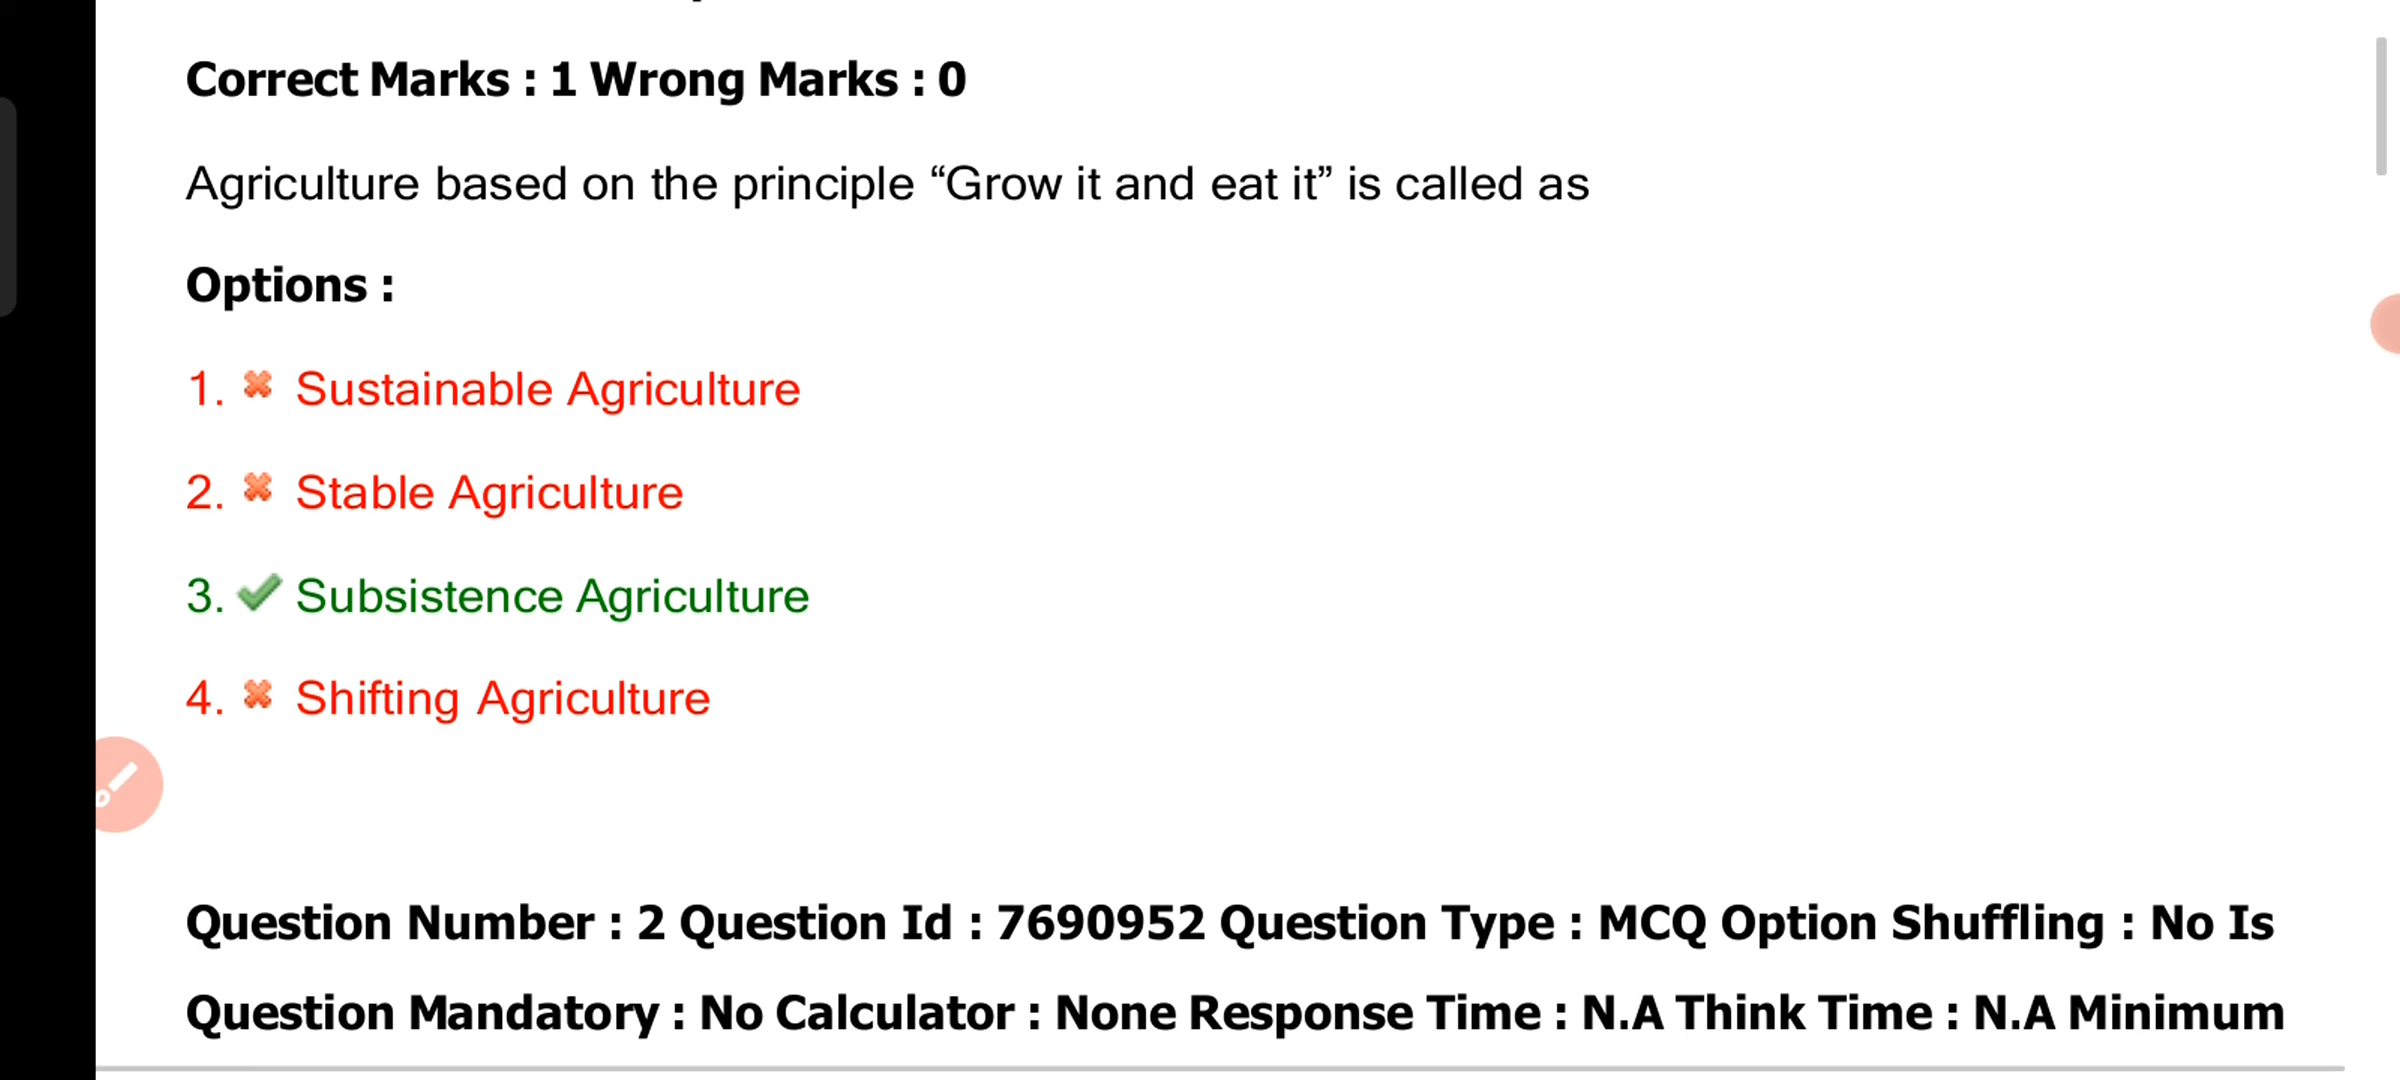 Correct Marks : 1 Wrong Marks : 0
Agriculture based on the principle “Grow it and eat it” is called as
Options :
1. Sustainable Agriculture
2. Stable Agriculture
3. Subsistence Agriculture
4. Shifting Agriculture
Question Number : 2 Question Id : 7690952 Question Type : MCQ Option Shuffling : No Is
Question Mandatory : No Calculator : None Response Time : N.A Think Time : N.A Minimum